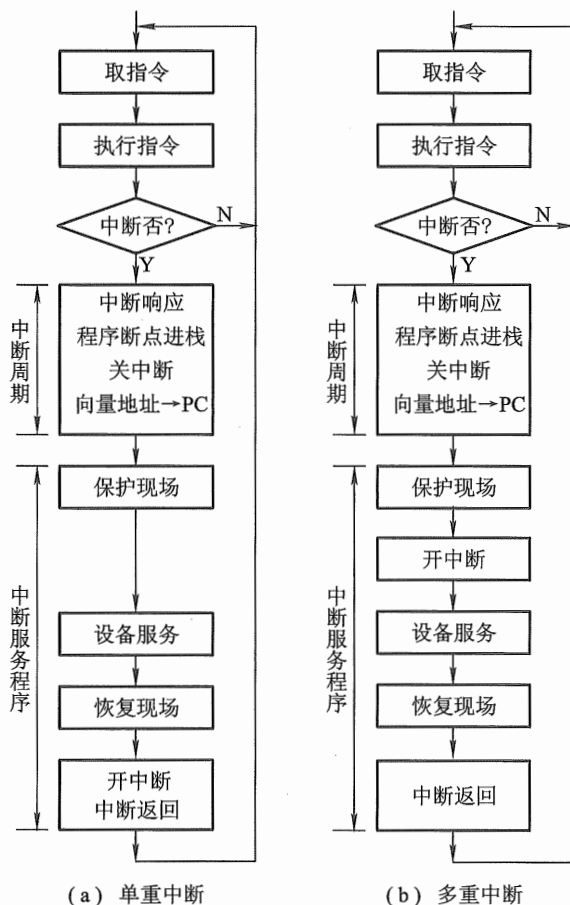 取指令
执行指令
中断否?
N
Y
中断周期
中断响应
程序断点进栈
关中断
向量地址→PC
中断服务程序
保护现场
设备服务
恢复现场
开中断
中断返回
(a) 单重中断
取指令
执行指令
中断否?
N
Y
中断周期
中断响应
程序断点进栈
关中断
向量地址→PC
中断服务程序
保护现场
开中断
设备服务
恢复现场
中断返回
(b) 多重中断